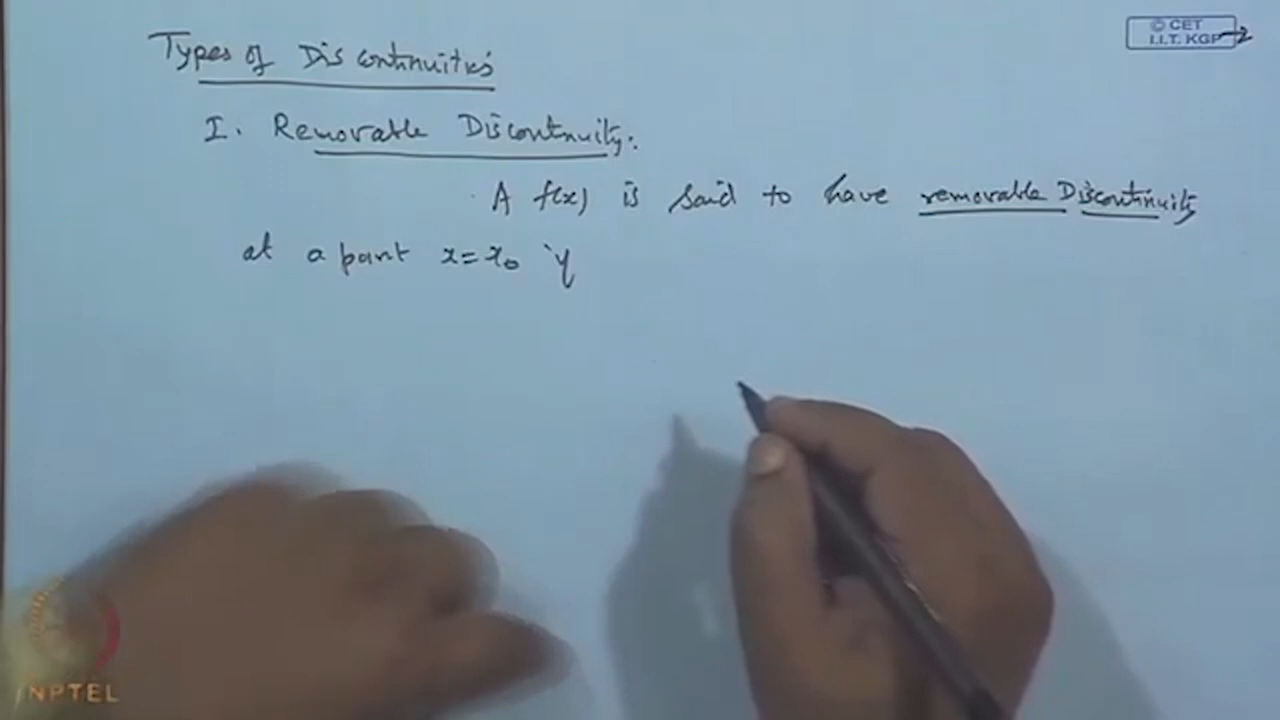 Types of Discontinuities
© CET
I.I.T. KGP
I. Removable Discontinuity.
A f(x) is said to have removable Discontinuity
at a point x = x₀ if
NPTEL